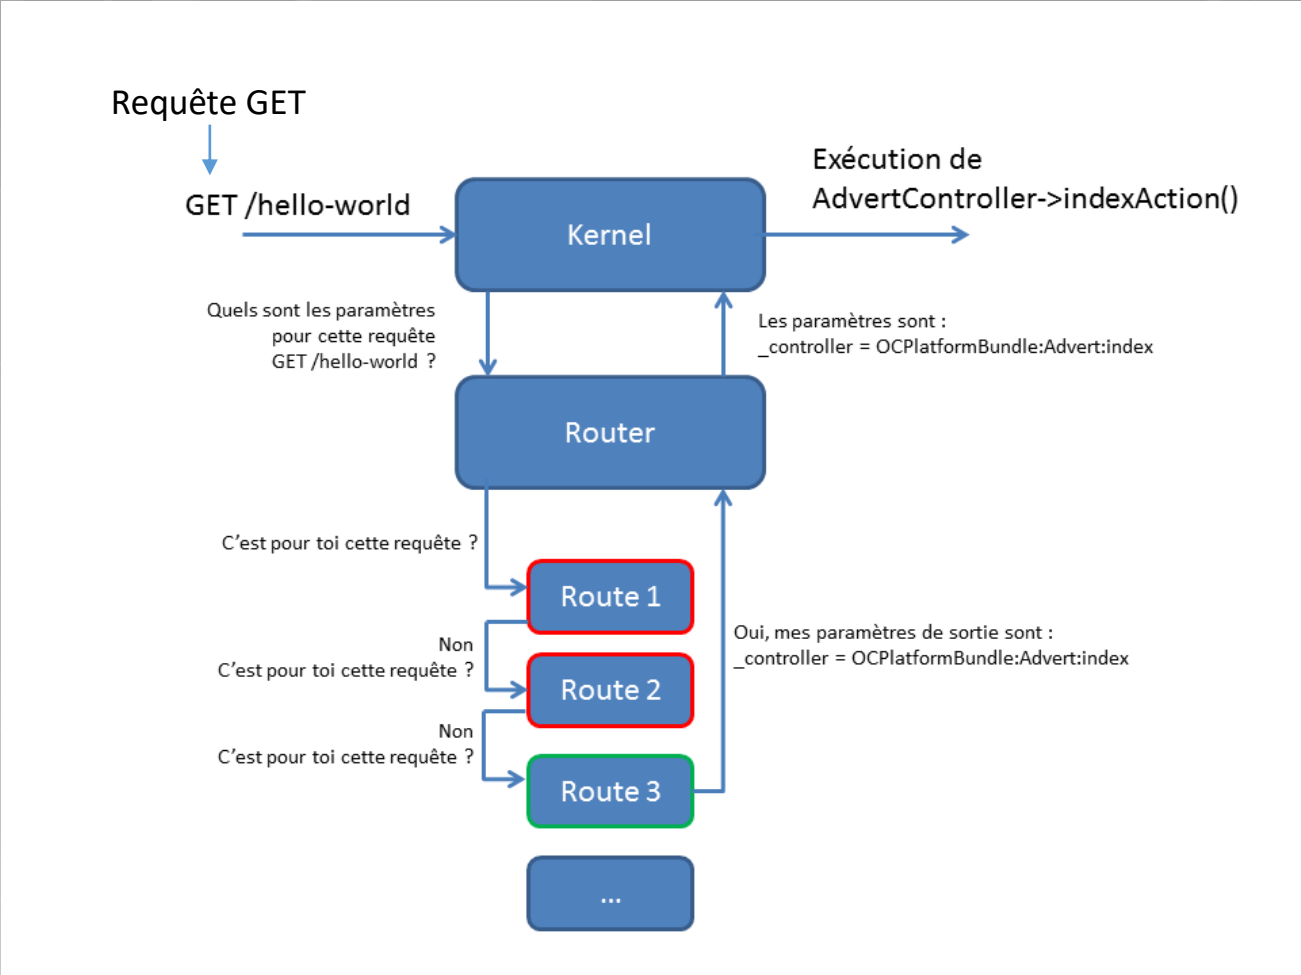 Requête GET
GET /hello-world
Exécution de
AdvertController->indexAction()
Kernel
Quels sont les paramètres
pour cette requête
GET /hello-world ?
Les paramètres sont :
_controller = OCPlatformBundle:Advert:index
Router
C’est pour toi cette requête ?
Route 1
Non
C’est pour toi cette requête ?
Route 2
Oui, mes paramètres de sortie sont :
_controller = OCPlatformBundle:Advert:index
Non
C’est pour toi cette requête ?
Route 3
...